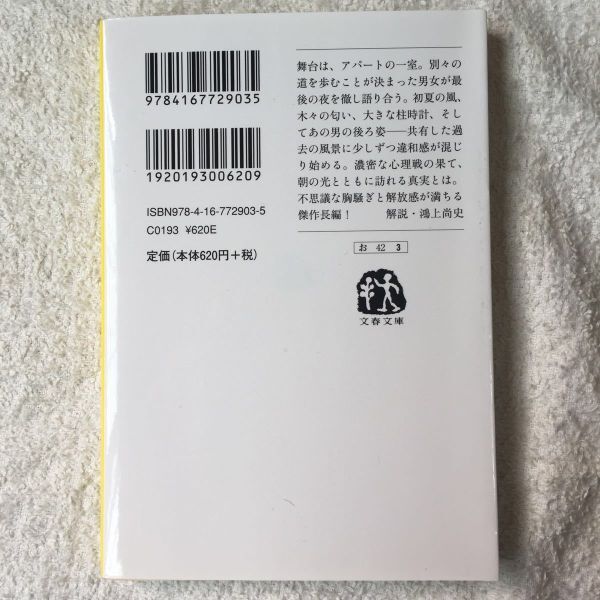 9784167729035
1920193006209
ISBN978-4-16-772903-5
C0193 ¥620E
定価(本体620円+税)
舞台は、アパートの一室。別々の
道を歩むことが決まった男女が最
後の夜を徹し語り合う。初夏の風、
木々の匂い、大きな柱時計、そし
てあの男の後ろ姿――共有した過
去の風景に少しずつ違和感が混じ
り始める。濃密な心理戦の果て、
朝の光とともに訪れる真実とは。
不思議な胸騒ぎと解放感が満ちる
傑作長編! 解説・鴻上尚史
お 42 3
文春文庫